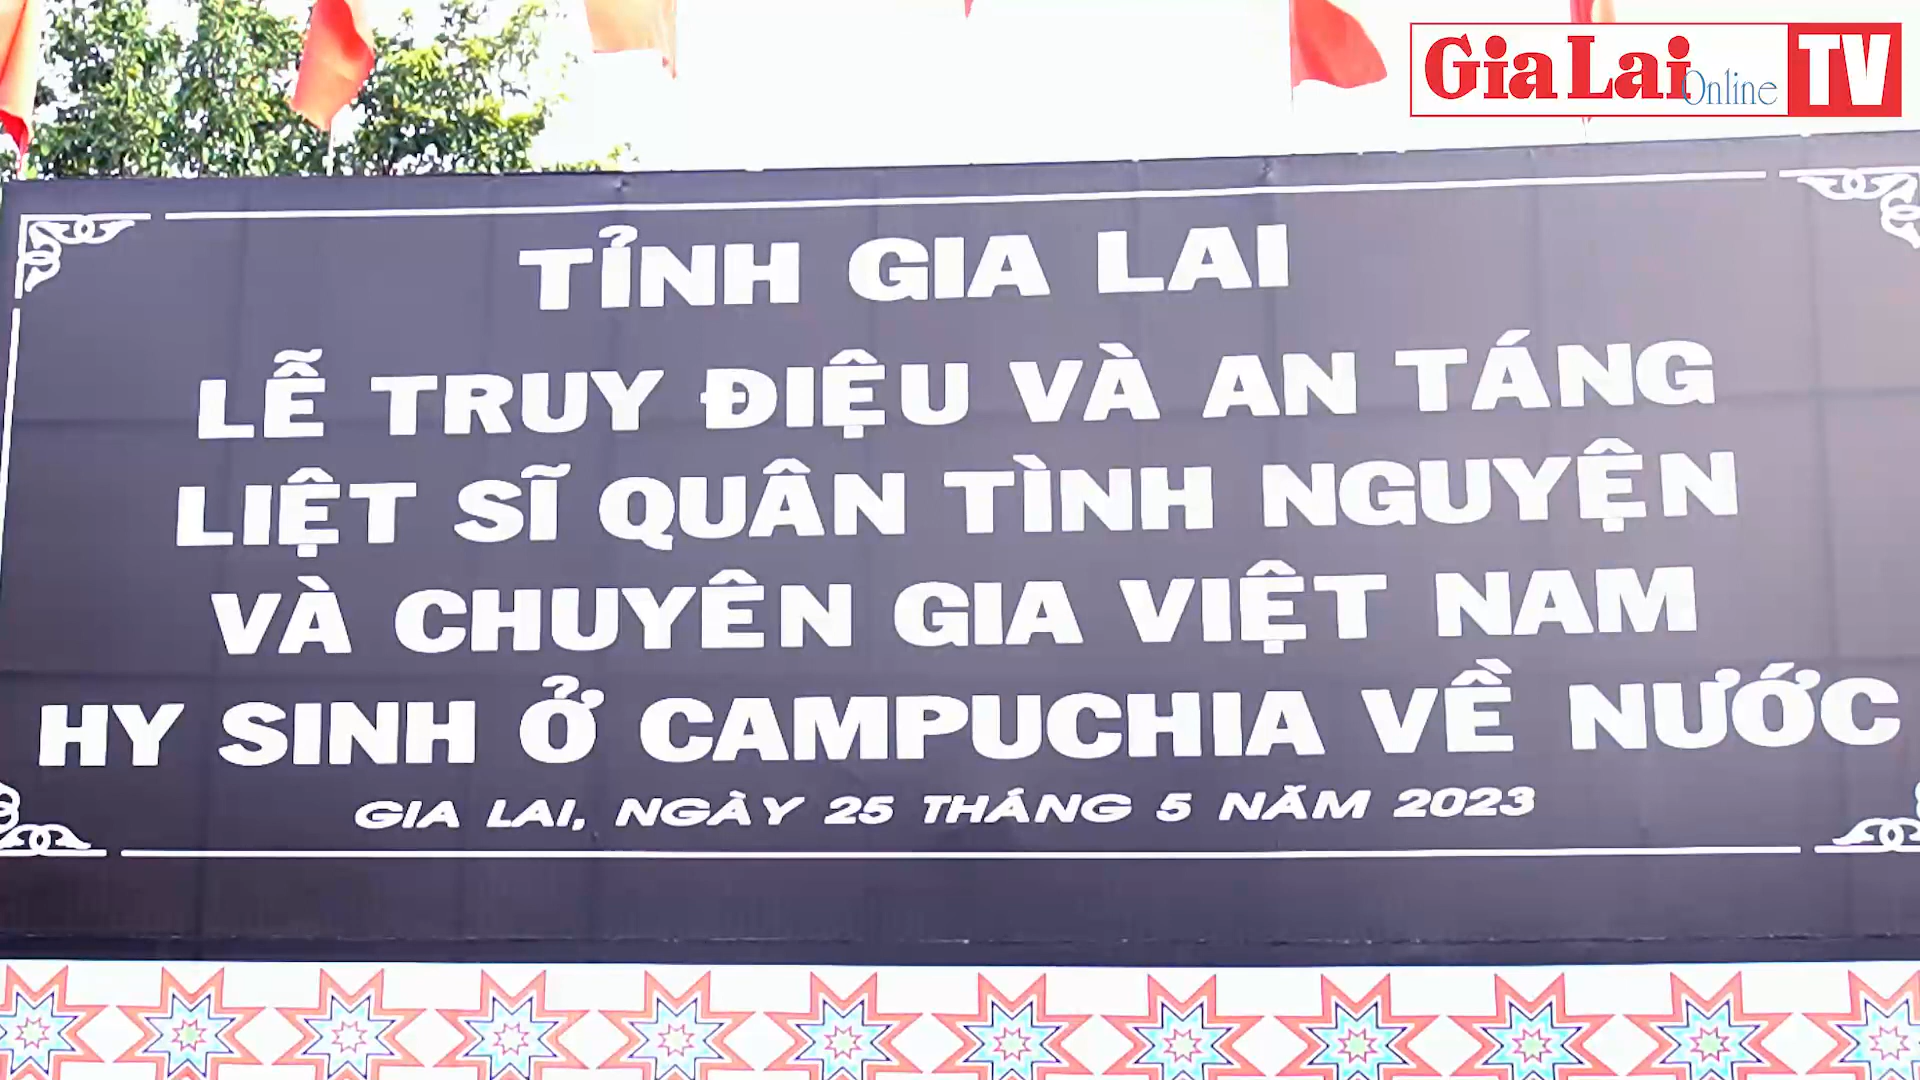 Gia Lai Online TV
TỈNH GIA LAI
LỄ TRUY ĐIỆU VÀ AN TÁNG
LIỆT SĨ QUÂN TÌNH NGUYỆN
VÀ CHUYÊN GIA VIỆT NAM
HY SINH Ở CAMPUCHIA VỀ NƯỚC
GIA LAI, NGÀY 25 THÁNG 5 NĂM 2023